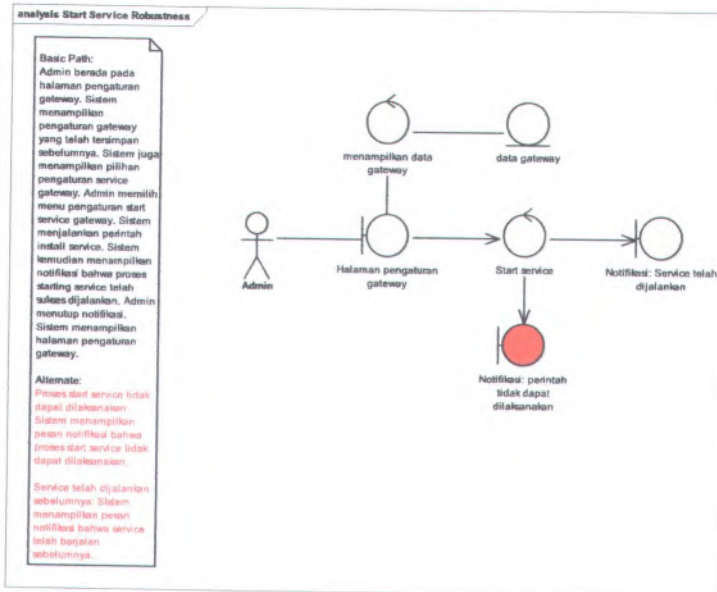 analysis Start Service Robustness
Basic Path:
Admin berada pada
halaman pengaturan
gateway. Sistem
menampilkan
pengaturan gateway
yang telah tersimpan
sebelumnya. Sistem juga
menampilkan pilihan
pengaturan service
gateway. Admin memilih
menu pengaturan start
service gateway. Sistem
menjalankan perintah
install service. Sistem
kemudian menampilkan
notifikasi bahwa proses
starting service telah
sukses dijalankan. Admin
menutup notifikasi.
Sistem menampilkan
halaman pengaturan
gateway.
Alternate:
Proses start service tidak
dapat dilaksanakan
Sistem menampilkan
pesan notifikasi bahwa
proses start service tidak
dapat dilaksanakan.
Service telah dijalankan
sebelumnya: Sistem
menampilkan pesan
notifikasi bahwa service
telah berjalan
sebelumnya..
menampilkan data
gateway
data gateway
Admin
Halaman pengaturan
gateway
Start service
Notifikasi: Service telah
dijalankan
Notifikasi: perintah
tidak dapat
dilaksanakan